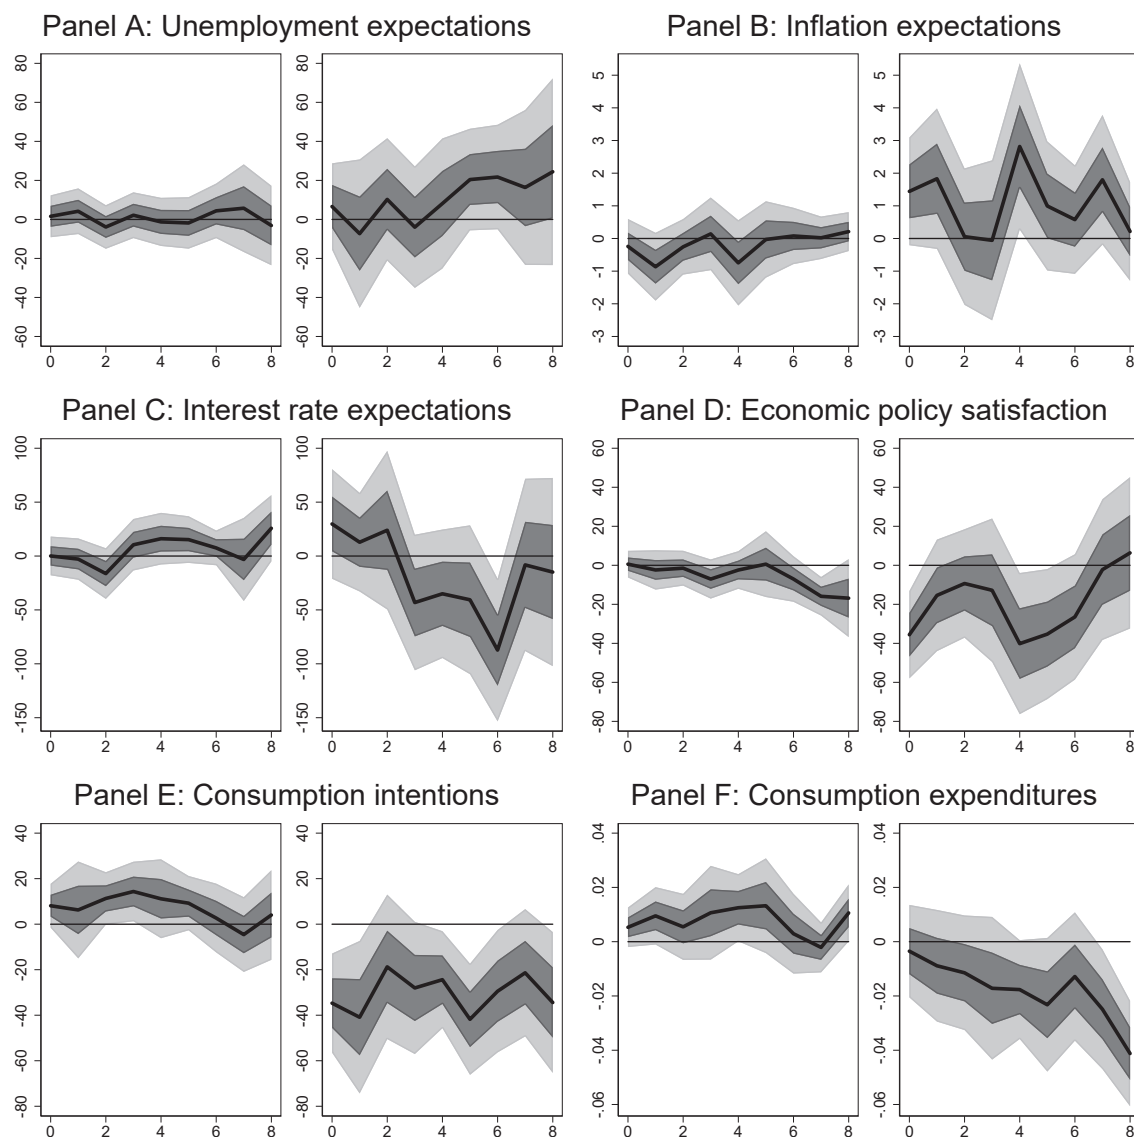 Panel A: Unemployment expectations
Panel B: Inflation expectations
80 60 40 20 0 -20 -40 -60
80 60 40 20 0 -20 -40 -60
5 4 3 2 1 0 -1 -2 -3
5 4 3 2 1 0 -1 -2 -3
0 2 4 6 8
0 2 4 6 8
0 2 4 6 8
0 2 4 6 8
Panel C: Interest rate expectations
Panel D: Economic policy satisfaction
100 50 0 -50 -100 -150
100 50 0 -50 -100 -150
60 40 20 0 -20 -40 -60 -80
60 40 20 0 -20 -40 -60 -80
0 2 4 6 8
0 2 4 6 8
0 2 4 6 8
0 2 4 6 8
Panel E: Consumption intentions
Panel F: Consumption expenditures
40 20 0 -20 -40 -60 -80
40 20 0 -20 -40 -60 -80
.04 .02 0 -.02 -.04 -.06
.04 .02 0 -.02 -.04 -.06
0 2 4 6 8
0 2 4 6 8
0 2 4 6 8
0 2 4 6 8